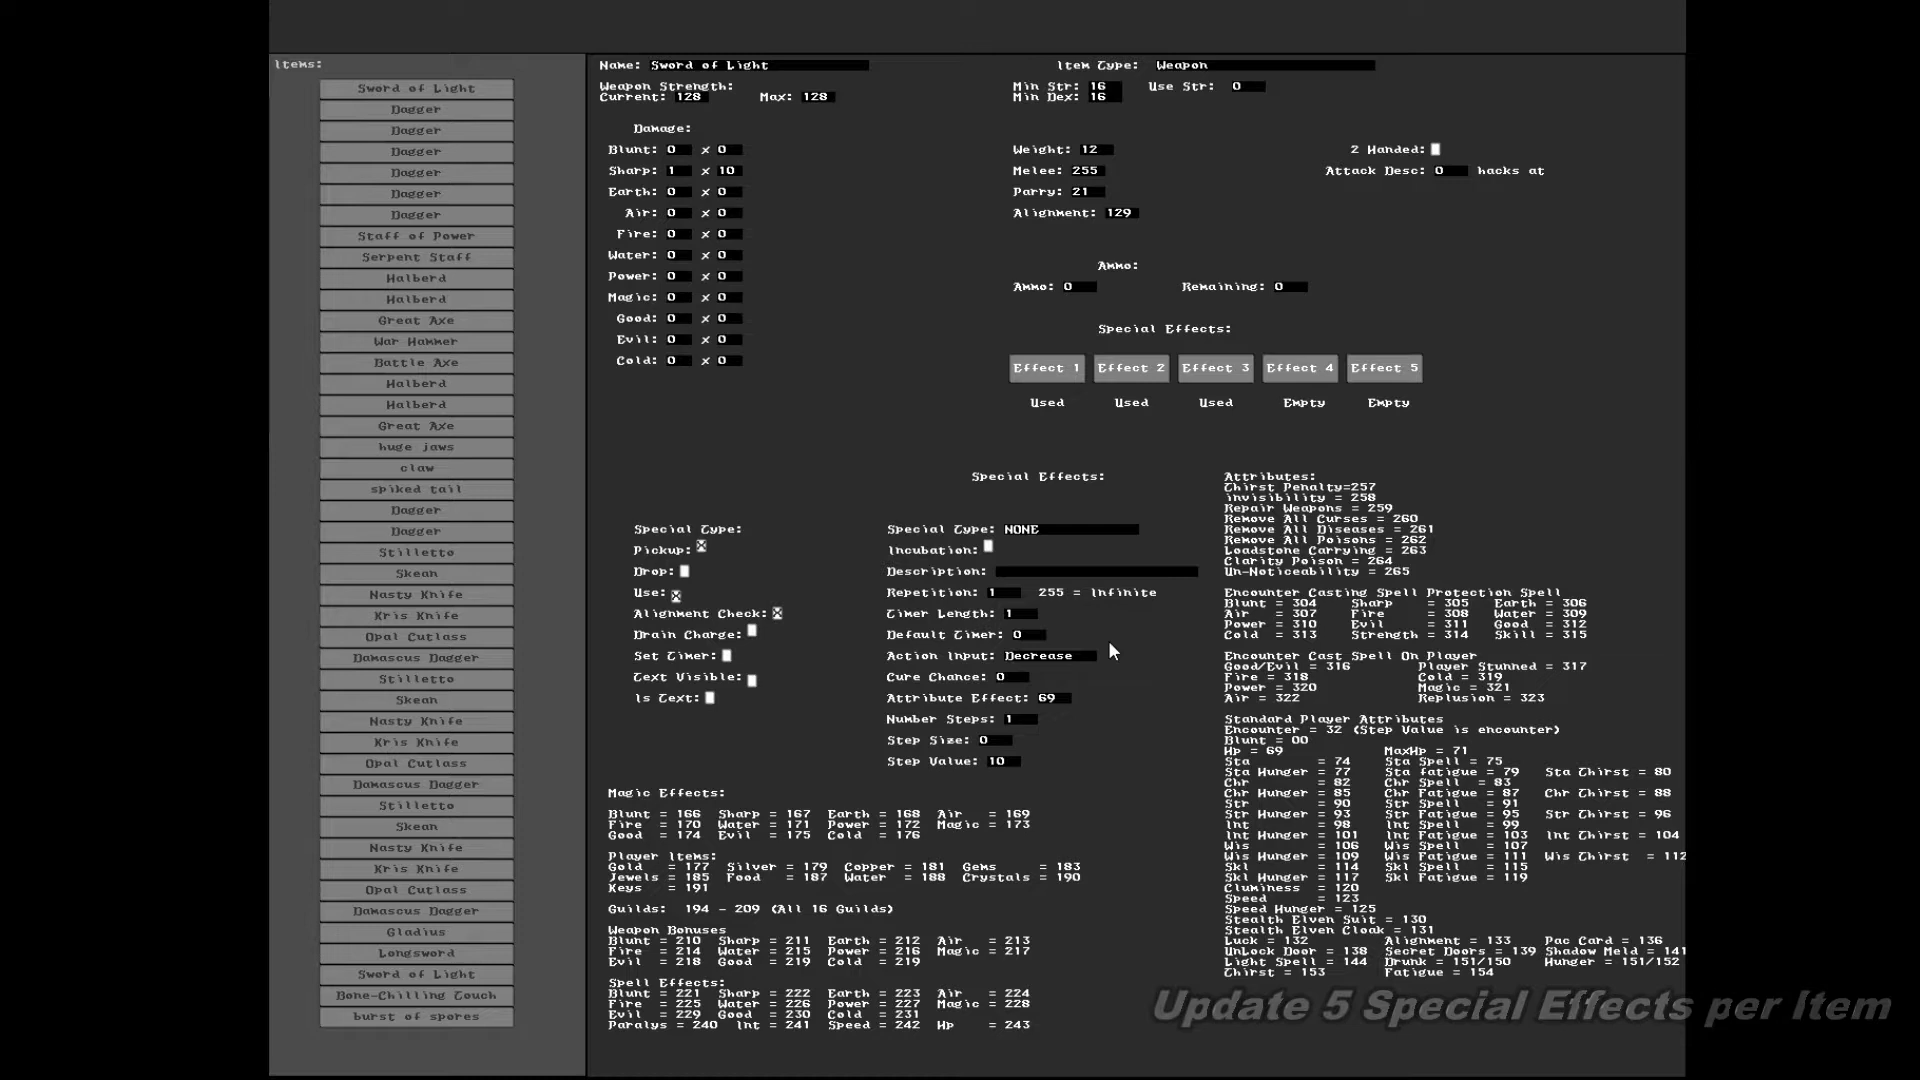 Items:
Sword of Light
Dagger
Dagger
Dagger
Dagger
Dagger
Dagger
Staff of Power
Serpent Staff
Halberd
Halberd
Great Axe
War Hammer
Battle Axe
Halberd
Halberd
Great Axe
huge jaws
claw
spiked tail
Dagger
Dagger
Stilletto
Skean
Nasty Knife
Kris Knife
Opal Cutlass
Damascus Dagger
Stilletto
Skean
Nasty Knife
Kris Knife
Opal Cutlass
Damascus Dagger
Stilletto
Skean
Nasty Knife
Kris Knife
Opal Cutlass
Damascus Dagger
Gladius
Longsword
Sword of Light
Bone-Chilling Touch
burst of spores
Name: Sword of Light
Item Type: Weapon
Weapon Strength:
Current: 128 Max: 128
Min Str: 16 Use Str: 0
Min Dex: 16
Damage:
Blunt: 0 x 0
Sharp: 1 x 10
Earth: 0 x 0
Air: 0 x 0
Fire: 0 x 0
Water: 0 x 0
Power: 0 x 0
Magic: 0 x 0
Good: 0 x 0
Evil: 0 x 0
Cold: 0 x 0
Weight: 12
Melee: 255
Parry: 21
Alignment: 129
2 Handed:
Attack Desc: 0 hacks at
Ammo:
Ammo: 0 Remaining: 0
Special Effects:
Effect 1 Effect 2 Effect 3 Effect 4 Effect 5
Used Used Used Empty Empty
Special Effects:
Special Type:
Pickup: x
Drop:
Use: x
Alignment Check: x
Drain Charge:
Set Timer:
Text Visible:
Is Text:
Special Type: NONE
Incubation:
Description:
Repetition: 1 255 = Infinite
Timer Length: 1
Default Timer: 0
Action Input: Decrease
Cure Chance: 0
Attribute Effect: 69
Number Steps: 1
Step Size: 0
Step Value: 10
Magic Effects:
Blunt = 166 Sharp = 167 Earth = 168 Air = 169
Fire = 170 Water = 171 Power = 172 Magic = 173
Good = 174 Evil = 175 Cold = 176
Player Items:
Gold = 177 Silver = 179 Copper = 181 Gems = 183
Jewels = 185 Food = 187 Water = 188 Crystals = 190
Keys = 191
Guilds: 194 - 209 (All 16 Guilds)
Weapon Bonuses
Blunt = 210 Sharp = 211 Earth = 212 Air = 213
Fire = 214 Water = 215 Power = 216 Magic = 217
Evil = 218 Good = 219 Cold = 219
Spell Effects:
Blunt = 221 Sharp = 222 Earth = 223 Air = 224
Fire = 225 Water = 226 Power = 227 Magic = 228
Evil = 229 Good = 230 Cold = 231
Paralys = 240 Int = 241 Speed = 242 Hp = 243
Attributes:
Thirst Penalty=257
invisibility = 258
Repair Weapons = 259
Remove All Curses = 260
Remove All Diseases = 261
Remove All Poisons = 262
Loadstone Carrying = 263
Clarity Poison = 264
Un-Noticeability = 265
Encounter Casting Spell Protection Spell
Blunt = 304 Sharp = 305 Earth = 306
Air = 307 Fire = 308 Water = 309
Power = 310 Evil = 311 Good = 312
Cold = 313 Strength = 314 Skill = 315
Encounter Cast Spell On Player
Good/Evil = 316 Player Stunned = 317
Fire = 318 Cold = 319
Power = 320 Magic = 321
Air = 322 Replusion = 323
Standard Player Attributes
Encounter = 32 (Step Value is encounter)
Blunt = 00
Hp = 69 MaxHp = 71
Sta = 74 Sta Spell = 75
Sta Hunger = 77 Sta fatigue = 79 Sta Thirst = 80
Chr = 82 Chr Spell = 83
Chr Hunger = 85 Chr Fatigue = 87 Chr Thirst = 88
Str = 90 Str Spell = 91
Str Hunger = 93 Str Fatigue = 95 Str Thirst = 96
Int = 98 Int Spell = 99
Int Hunger = 101 Int Fatigue = 103 Int Thirst = 104
Wis = 106 Wis Spell = 107
Wis Hunger = 109 Wis Fatigue = 111 Wis Thirst = 112
Skl = 114 Skl Spell = 115
Skl Hunger = 117 Skl Fatigue = 119
Cluminess = 120
Speed = 123
Speed Hunger = 125
Stealth Elven Suit = 130
Stealth Elven Cloak = 131
Luck = 132 Alignment = 133 Pac Card = 136
UnLock Door = 138 Secret Doors = 139 Shadow Meld = 141
Light Spell = 144 Drunk = 151/150 Hunger = 151/152
Thirst = 153 Fatigue = 154
Update 5 Special Effects per Item